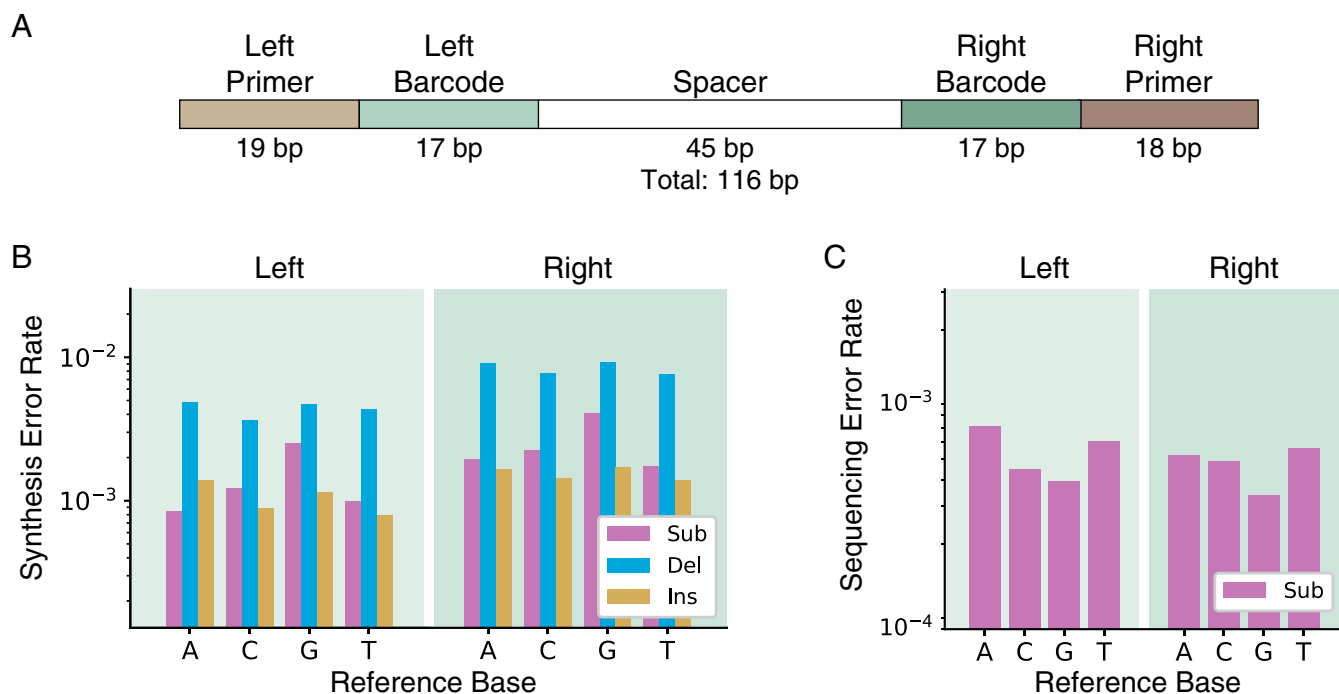 A
Left Primer
Left Barcode
Spacer
Right Barcode
Right Primer
19 bp
17 bp
45 bp
17 bp
18 bp
Total: 116 bp
B
Left
Right
Synthesis Error Rate
10⁻²
10⁻³
Sub
Del
Ins
A C G T
A C G T
Reference Base
C
Left
Right
Sequencing Error Rate
10⁻³
10⁻⁴
Sub
A C G T
A C G T
Reference Base